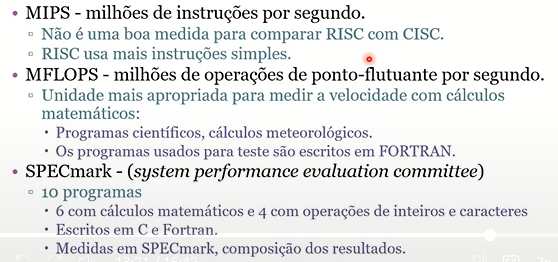 • MIPS - milhões de instruções por segundo.
▫ Não é uma boa medida para comparar RISC com CISC.
▫ RISC usa mais instruções simples.
• MFLOPS - milhões de operações de ponto-flutuante por segundo.
▫ Unidade mais apropriada para medir a velocidade com cálculos
matemáticos:
• Programas científicos, cálculos meteorológicos.
• Os programas usados para teste são escritos em FORTRAN.
• SPECmark - (system performance evaluation committee)
▫ 10 programas
• 6 com cálculos matemáticos e 4 com operações de inteiros e caracteres
• Escritos em C e Fortran.
• Medidas em SPECmark, composição dos resultados.